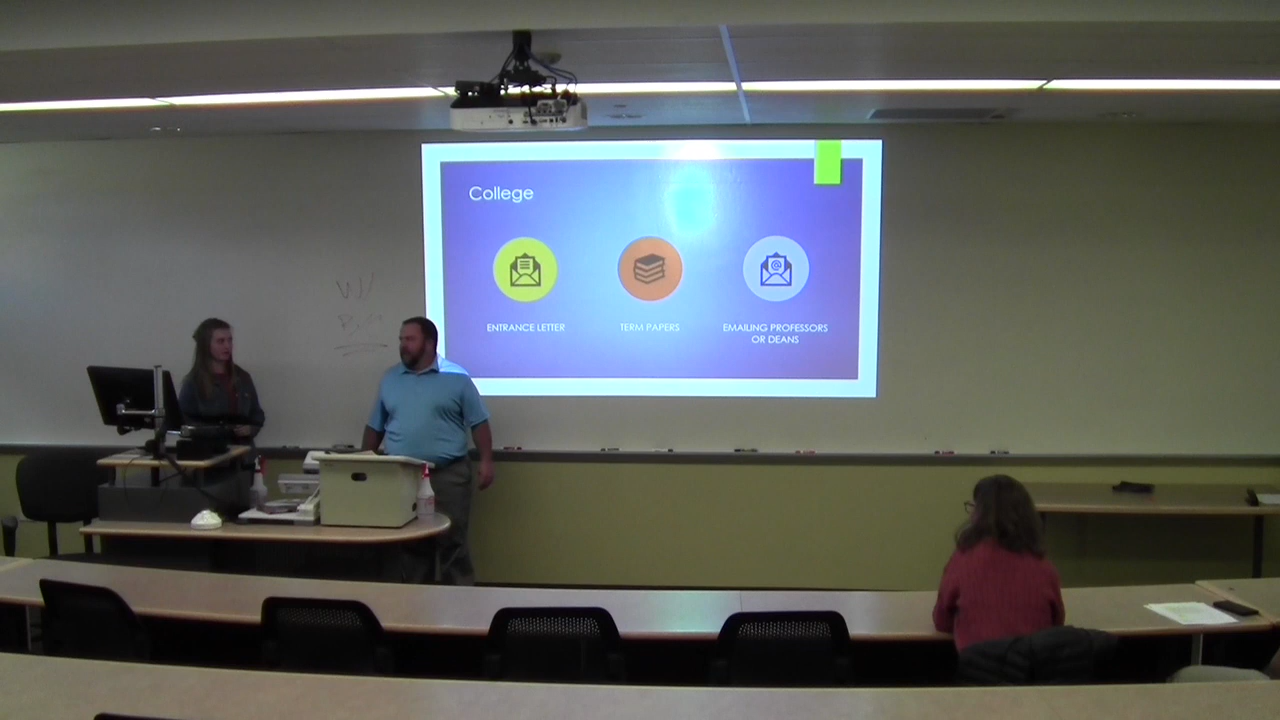 College
ENTRANCE LETTER
TERM PAPERS
EMAILING PROFESSORS
OR DEANS
W/